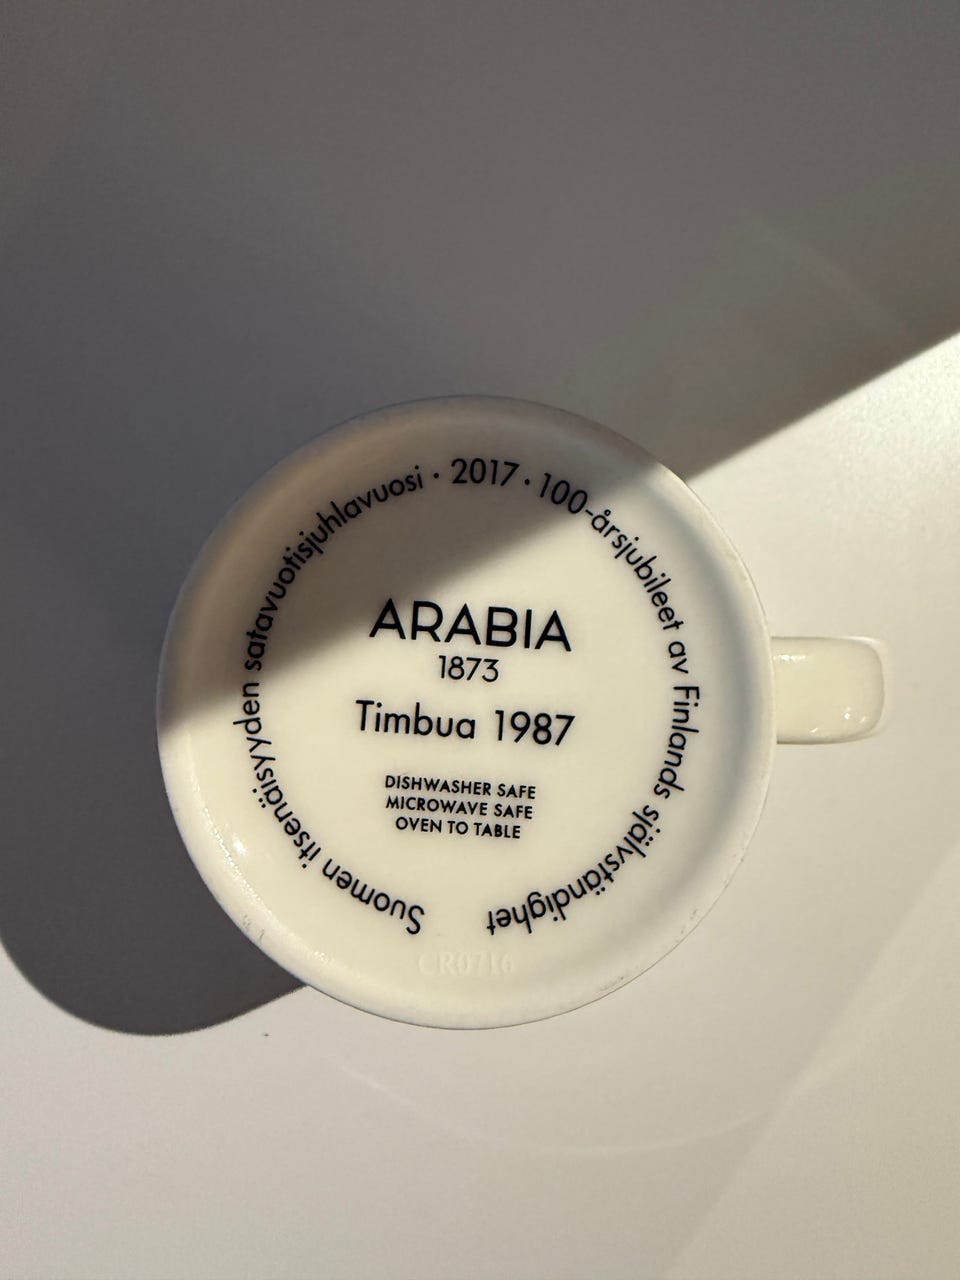 Suomen itsenäisyyden satavuotisjuhlavuosi · 2017 · 100-årsjubileet av Finlands självständighet
ARABIA
1873
Timbua 1987
DISHWASHER SAFE
MICROWAVE SAFE
OVEN TO TABLE
CR0716